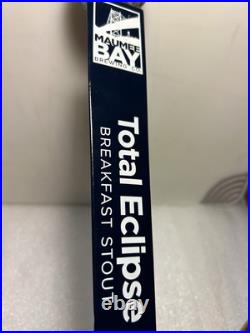 MAUMEE
BAY
BREWING CO.
Total Eclipse
BREAKFAST STOUT